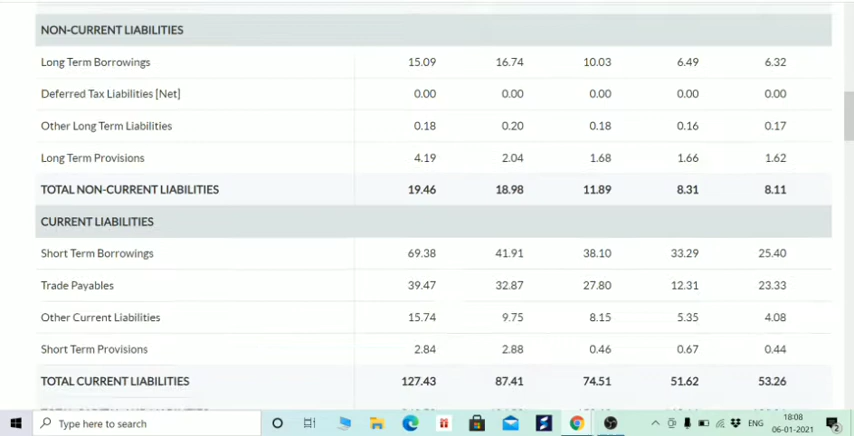 NON-CURRENT LIABILITIES
Long Term Borrowings 15.09 16.74 10.03 6.49 6.32
Deferred Tax Liabilities [Net] 0.00 0.00 0.00 0.00 0.00
Other Long Term Liabilities 0.18 0.20 0.18 0.16 0.17
Long Term Provisions 4.19 2.04 1.68 1.66 1.62
TOTAL NON-CURRENT LIABILITIES 19.46 18.98 11.89 8.31 8.11
CURRENT LIABILITIES
Short Term Borrowings 69.38 41.91 38.10 33.29 25.40
Trade Payables 39.47 32.87 27.80 12.31 23.33
Other Current Liabilities 15.74 9.75 8.15 5.35 4.08
Short Term Provisions 2.84 2.88 0.46 0.67 0.44
TOTAL CURRENT LIABILITIES 127.43 87.41 74.51 51.62 53.26
Type here to search ENG 18:08
06-01-2021 2